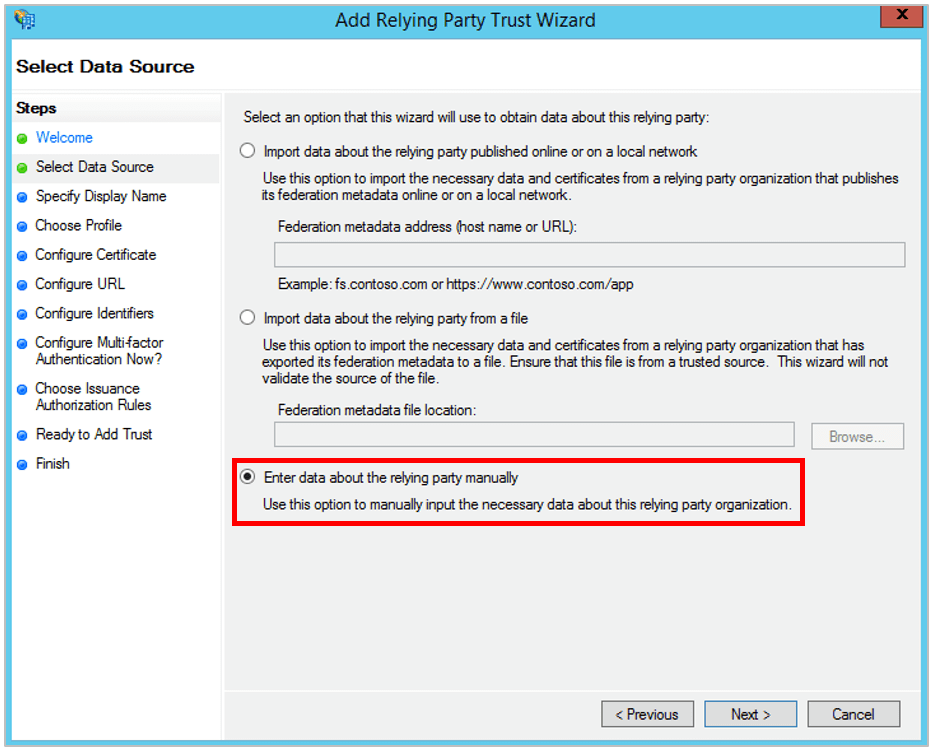 Add Relying Party Trust Wizard
X
Select Data Source
Steps
Welcome
Select Data Source
Specify Display Name
Choose Profile
Configure Certificate
Configure URL
Configure Identifiers
Configure Multi-factor
Authentication Now?
Choose Issuance
Authorization Rules
Ready to Add Trust
Finish
Select an option that this wizard will use to obtain data about this relying party:
Import data about the relying party published online or on a local network
Use this option to import the necessary data and certificates from a relying party organization that publishes
its federation metadata online or on a local network.
Federation metadata address (host name or URL):
Example: fs.contoso.com or https://www.contoso.com/app
Import data about the relying party from a file
Use this option to import the necessary data and certificates from a relying party organization that has
exported its federation metadata to a file. Ensure that this file is from a trusted source.  This wizard will not
validate the source of the file.
Federation metadata file location:
Browse...
Enter data about the relying party manually
Use this option to manually input the necessary data about this relying party organization.
< Previous
Next >
Cancel